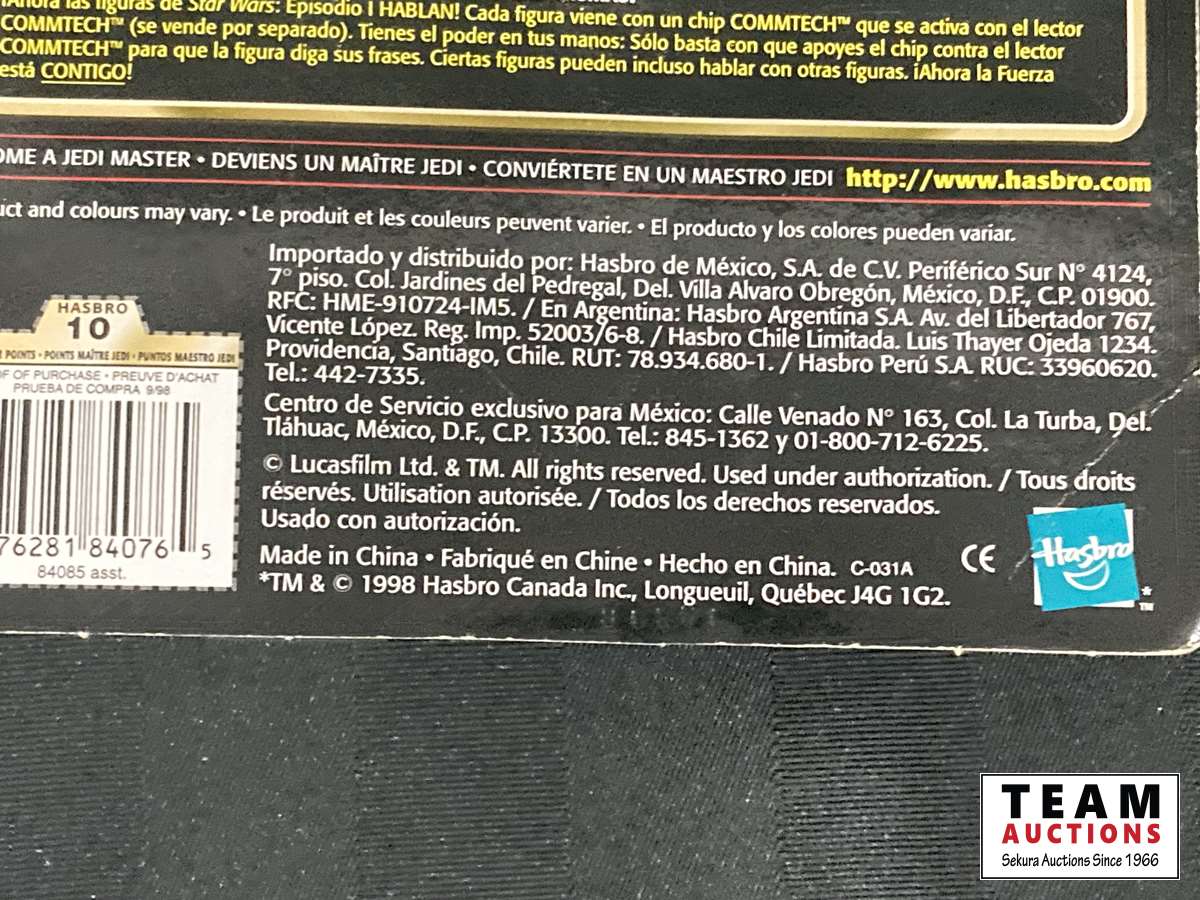 ¡Ahora las figuras de Star Wars: Episodio I HABLAN! Cada figura viene con un chip COMMTECH™ que se activa con el lector
COMMTECH™ (se vende por separado). Tienes el poder en tus manos: Sólo basta con que apoyes el chip contra el lector
COMMTECH™ para que la figura diga sus frases. Ciertas figuras pueden incluso hablar con otras figuras. ¡Ahora la Fuerza
está CONTIGO!
OME A JEDI MASTER • DEVIENS UN MAÎTRE JEDI • CONVIÉRTETE EN UN MAESTRO JEDI http://www.hasbro.com
uct and colours may vary. • Le produit et les couleurs peuvent varier. • El producto y los colores pueden variar.
Importado y distribuido por: Hasbro de México, S.A. de C.V. Periférico Sur N° 4124,
7° piso. Col. Jardines del Pedregal, Del. Villa Alvaro Obregón, México, D.F., C.P. 01900.
RFC: HME-910724-IM5. / En Argentina: Hasbro Argentina S.A. Av. del Libertador 767,
Vicente López. Reg. Imp. 52003/6-8. / Hasbro Chile Limitada. Luis Thayer Ojeda 1234.
Providencia, Santiago, Chile. RUT: 78.934.680-1. / Hasbro Perú S.A. RUC: 33960620.
Tel.: 442-7335.
Centro de Servicio exclusivo para México: Calle Venado N° 163, Col. La Turba, Del.
Tláhuac, México, D.F., C.P. 13300. Tel.: 845-1362 y 01-800-712-6225.
© Lucasfilm Ltd. & TM. All rights reserved. Used under authorization. / Tous droits
réservés. Utilisation autorisée. / Todos los derechos reservados.
Usado con autorización.
Made in China • Fabriqué en Chine • Hecho en China. C-031A
*TM & © 1998 Hasbro Canada Inc., Longueuil, Québec J4G 1G2.
CE
Hasbro
*™
HASBRO
10
POINTS • POINTS MAÎTRE JEDI • PUNTOS MAESTRO JEDI
OF OF PURCHASE • PREUVE D'ACHAT
PRUEBA DE COMPRA 9/98
76281 84076 5
84085 asst.
TEAM
AUCTIONS
Sekura Auctions Since 1966